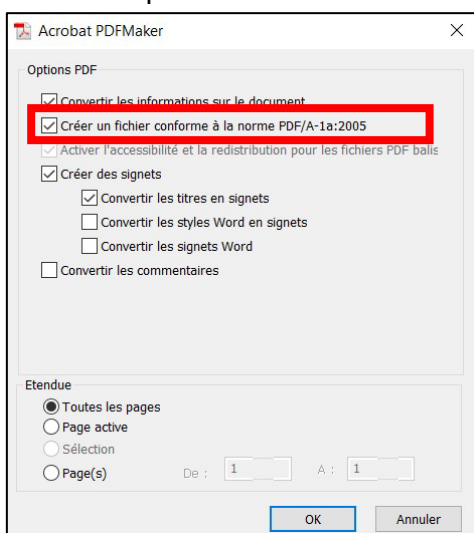 Acrobat PDFMaker
Options PDF
Convertir les informations sur le document
Créer un fichier conforme à la norme PDF/A-1a:2005
Activer l'accessibilité et la redistribution pour les fichiers PDF balis
Créer des signets
Convertir les titres en signets
Convertir les styles Word en signets
Convertir les signets Word
Convertir les commentaires
Etendue
Toutes les pages
Page active
Sélection
Page(s) De : 1 A : 1
OK Annuler